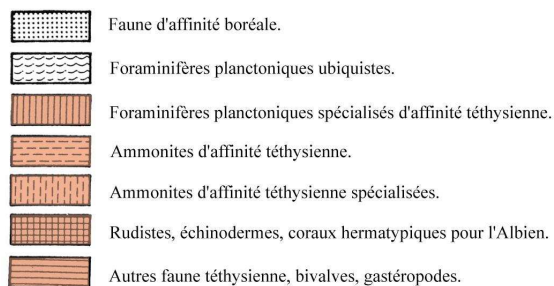 Faune d'affinité boréale.
Foraminifères planctoniques ubiquistes.
Foraminifères planctoniques spécialisés d'affinité téthysienne.
Ammonites d'affinité téthysienne.
Ammonites d'affinité téthysienne spécialisées.
Rudistes, échinodermes, coraux hermatypiques pour l'Albien.
Autres faune téthysienne, bivalves, gastéropodes.